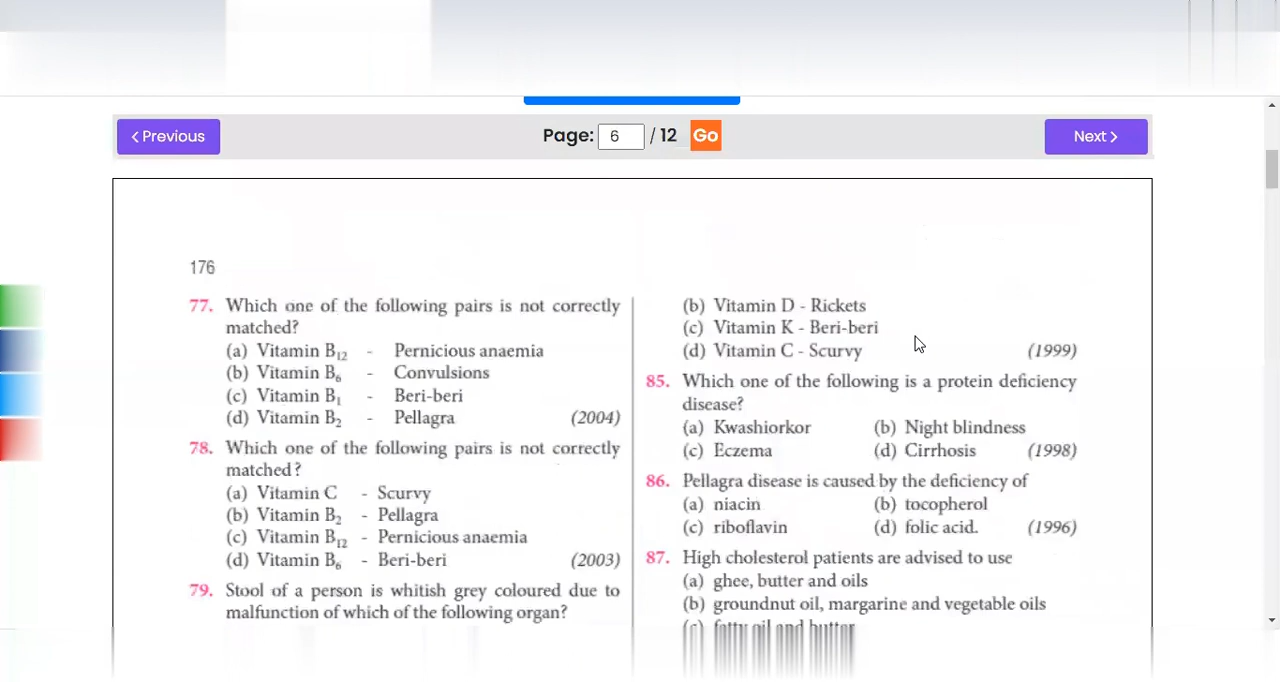 Previous
Page: 6 / 12 Go
Next
176
77. Which one of the following pairs is not correctly
matched?
(a) Vitamin B12 - Pernicious anaemia
(b) Vitamin B6 - Convulsions
(c) Vitamin B1 - Beri-beri
(d) Vitamin B2 - Pellagra (2004)
78. Which one of the following pairs is not correctly
matched?
(a) Vitamin C - Scurvy
(b) Vitamin B2 - Pellagra
(c) Vitamin B12 - Pernicious anaemia
(d) Vitamin B6 - Beri-beri (2003)
79. Stool of a person is whitish grey coloured due to
malfunction of which of the following organ?
(b) Vitamin D - Rickets
(c) Vitamin K - Beri-beri
(d) Vitamin C - Scurvy (1999)
85. Which one of the following is a protein deficiency
disease?
(a) Kwashiorkor (b) Night blindness
(c) Eczema (d) Cirrhosis (1998)
86. Pellagra disease is caused by the deficiency of
(a) niacin (b) tocopherol
(c) riboflavin (d) folic acid. (1996)
87. High cholesterol patients are advised to use
(a) ghee, butter and oils
(b) groundnut oil, margarine and vegetable oils
(c) fatty oil and butter